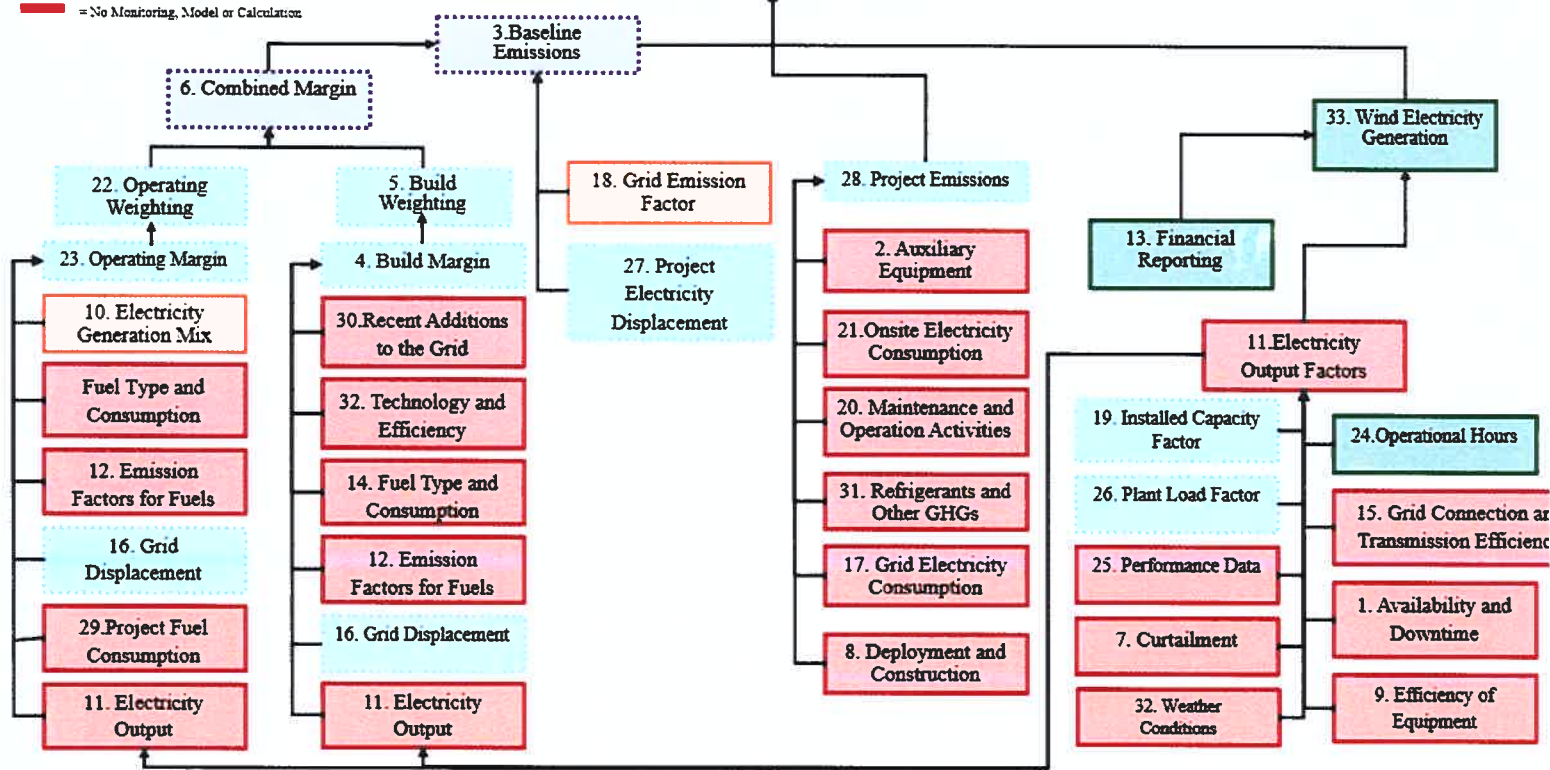 = No Monitoring, Model or Calculation
3.Baseline
Emissions
6. Combined Margin
33. Wind Electricity
Generation
22. Operating
Weighting
5. Build
Weighting
18. Grid Emission
Factor
28. Project Emissions
23. Operating Margin
4. Build Margin
27. Project
Electricity
Displacement
2. Auxiliary
Equipment
13. Financial
Reporting
10. Electricity
Generation Mix
30.Recent Additions
to the Grid
21.Onsite Electricity
Consumption
11.Electricity
Output Factors
Fuel Type and
Consumption
32. Technology and
Efficiency
20. Maintenance and
Operation Activities
19. Installed Capacity
Factor
24.Operational Hours
12. Emission
Factors for Fuels
14. Fuel Type and
Consumption
31. Refrigerants and
Other GHGs
26. Plant Load Factor
15. Grid Connection an
Transmission Efficienc
16. Grid
Displacement
12. Emission
Factors for Fuels
17. Grid Electricity
Consumption
25. Performance Data
1. Availability and
Downtime
29.Project Fuel
Consumption
16. Grid Displacement
8. Deployment and
Construction
7. Curtailment
11. Electricity
Output
11. Electricity
Output
32. Weather
Conditions
9. Efficiency of
Equipment